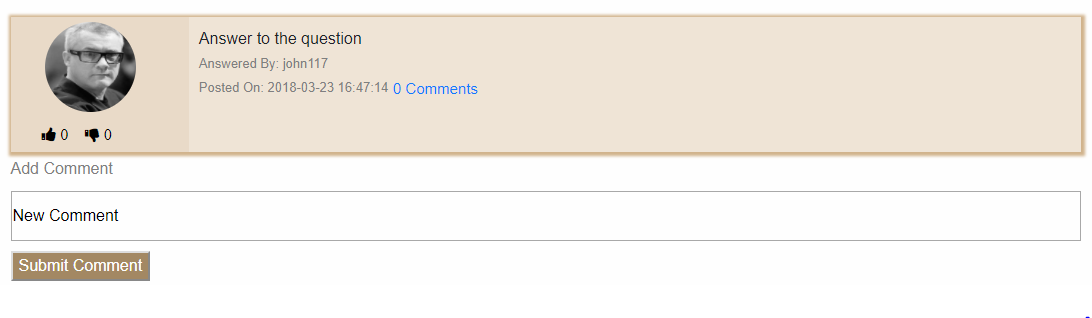 Answer to the question
Answered By: john117
Posted On: 2018-03-23 16:47:14 0 Comments
0 0
Add Comment
New Comment
Submit Comment